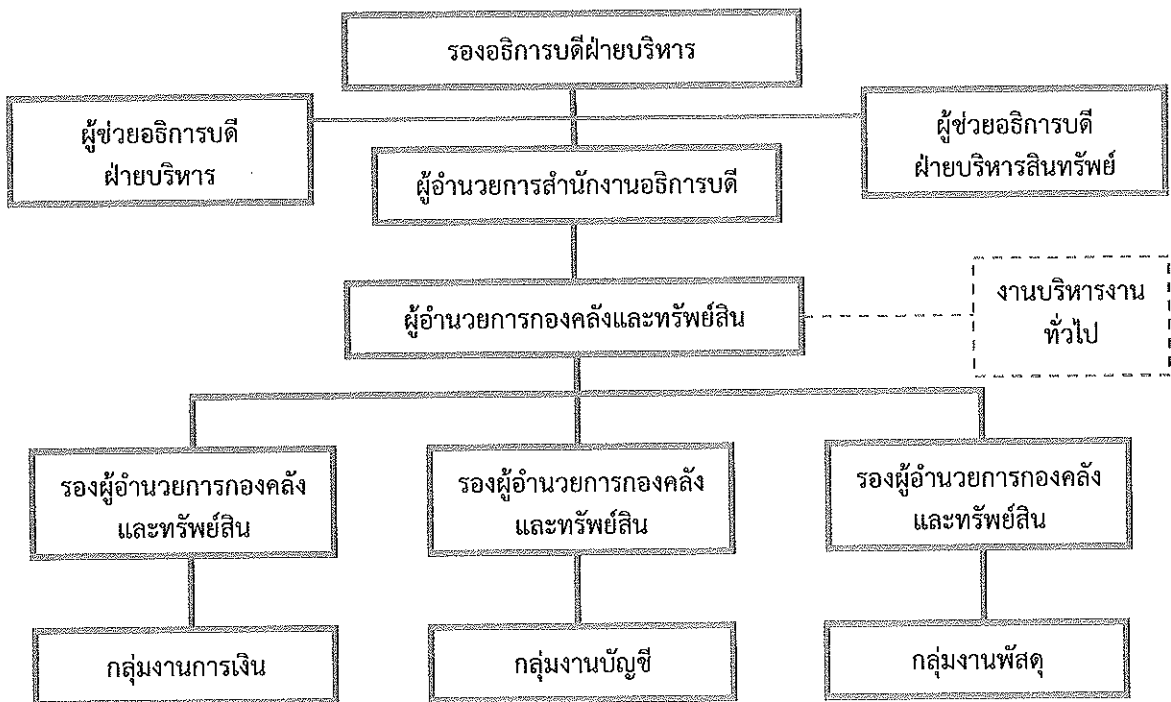 รองอธิการบดีฝ่ายบริหาร
ผู้ช่วยอธิการบดี
ฝ่ายบริหาร
ผู้ช่วยอธิการบดี
ฝ่ายบริหารสินทรัพย์
ผู้อำนวยการสำนักงานอธิการบดี
ผู้อำนวยการกองคลังและทรัพย์สิน
งานบริหารงาน
ทั่วไป
รองผู้อำนวยการกองคลัง
และทรัพย์สิน
รองผู้อำนวยการกองคลัง
และทรัพย์สิน
รองผู้อำนวยการกองคลัง
และทรัพย์สิน
กลุ่มงานการเงิน
กลุ่มงานบัญชี
กลุ่มงานพัสดุ